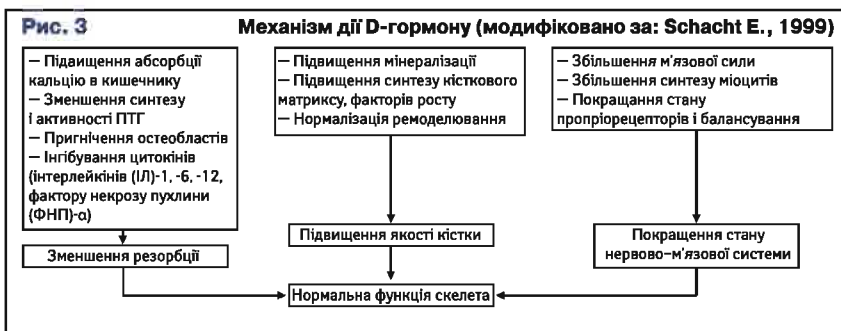 Рис. 3
Механізм дії D-гормону (модифіковано за: Schacht E., 1999)
— Підвищення абсорбції
кальцію в кишечнику
— Зменшення синтезу
і активності ПТГ
— Пригнічення остеобластів
— Інгібування цитокінів
(інтерлейкінів (ІЛ)-1, -6, -12,
фактору некрозу пухлини
(ФНП)-α)
— Підвищення мінералізації
— Підвищення синтезу кісткового
матриксу, факторів росту
— Нормалізація ремоделювання
— Збільшення м'язової сили
— Збільшення синтезу міоцитів
— Покращання стану
пропріорецепторів і балансування
Зменшення резорбції
Підвищення якості кістки
Покращення стану
нервово–м'язової системи
Нормальна функція скелета